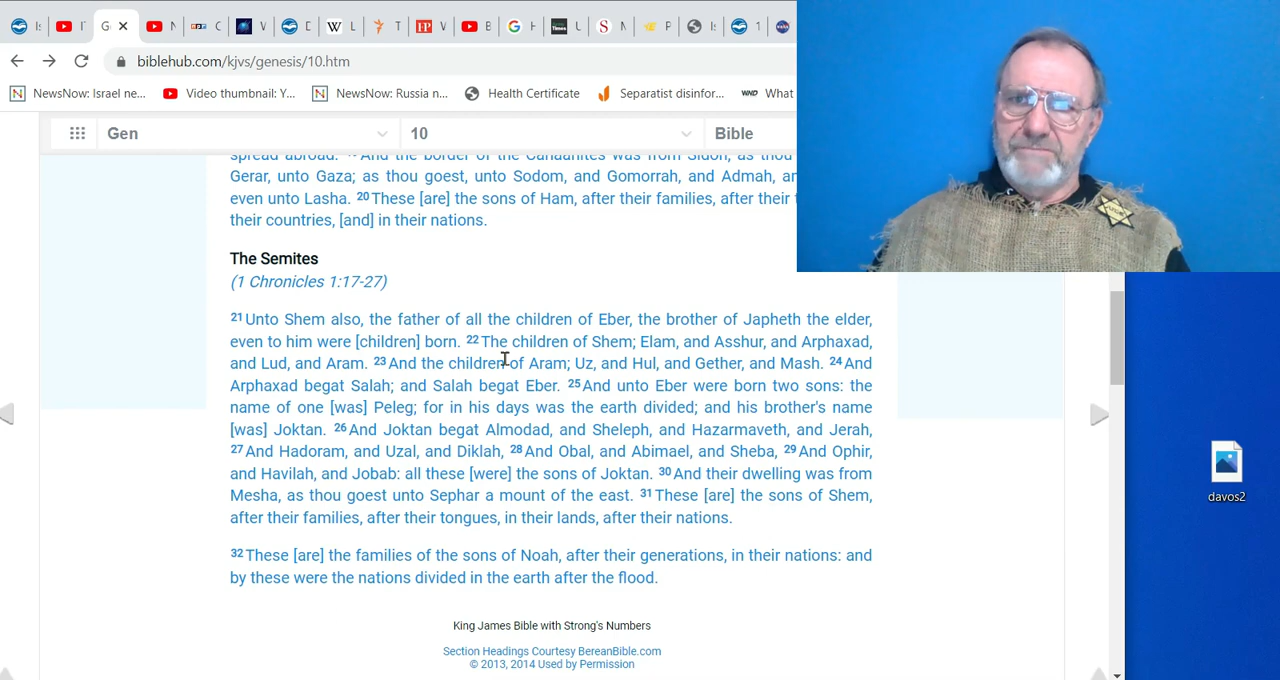 I
G
N
C
V
D
L
T
V
B
H
U
N
P
Is
1
biblehub.com/kjvs/genesis/10.htm
NewsNow: Israel ne...
Video thumbnail: Y...
NewsNow: Russia n...
Health Certificate
Separatist disinfor...
WND What
Gen
10
Bible
spread abroad. And the border of the Canaanites was from Sidon, as thou
Gerar, unto Gaza; as thou goest, unto Sodom, and Gomorrah, and Admah, an
even unto Lasha. 20 These [are] the sons of Ham, after their families, after their
their countries, [and] in their nations.
The Semites
(1 Chronicles 1:17-27)
21 Unto Shem also, the father of all the children of Eber, the brother of Japheth the elder,
even to him were [children] born. 22 The children of Shem; Elam, and Asshur, and Arphaxad,
and Lud, and Aram. 23 And the children of Aram; Uz, and Hul, and Gether, and Mash. 24 And
Arphaxad begat Salah; and Salah begat Eber. 25 And unto Eber were born two sons: the
name of one [was] Peleg; for in his days was the earth divided; and his brother's name
[was] Joktan. 26 And Joktan begat Almodad, and Sheleph, and Hazarmaveth, and Jerah,
27 And Hadoram, and Uzal, and Diklah, 28 And Obal, and Abimael, and Sheba, 29 And Ophir,
and Havilah, and Jobab: all these [were] the sons of Joktan. 30 And their dwelling was from
Mesha, as thou goest unto Sephar a mount of the east. 31 These [are] the sons of Shem,
after their families, after their tongues, in their lands, after their nations.
32 These [are] the families of the sons of Noah, after their generations, in their nations: and
by these were the nations divided in the earth after the flood.
King James Bible with Strong's Numbers
Section Headings Courtesy BereanBible.com
© 2013, 2014 Used by Permission
davos2